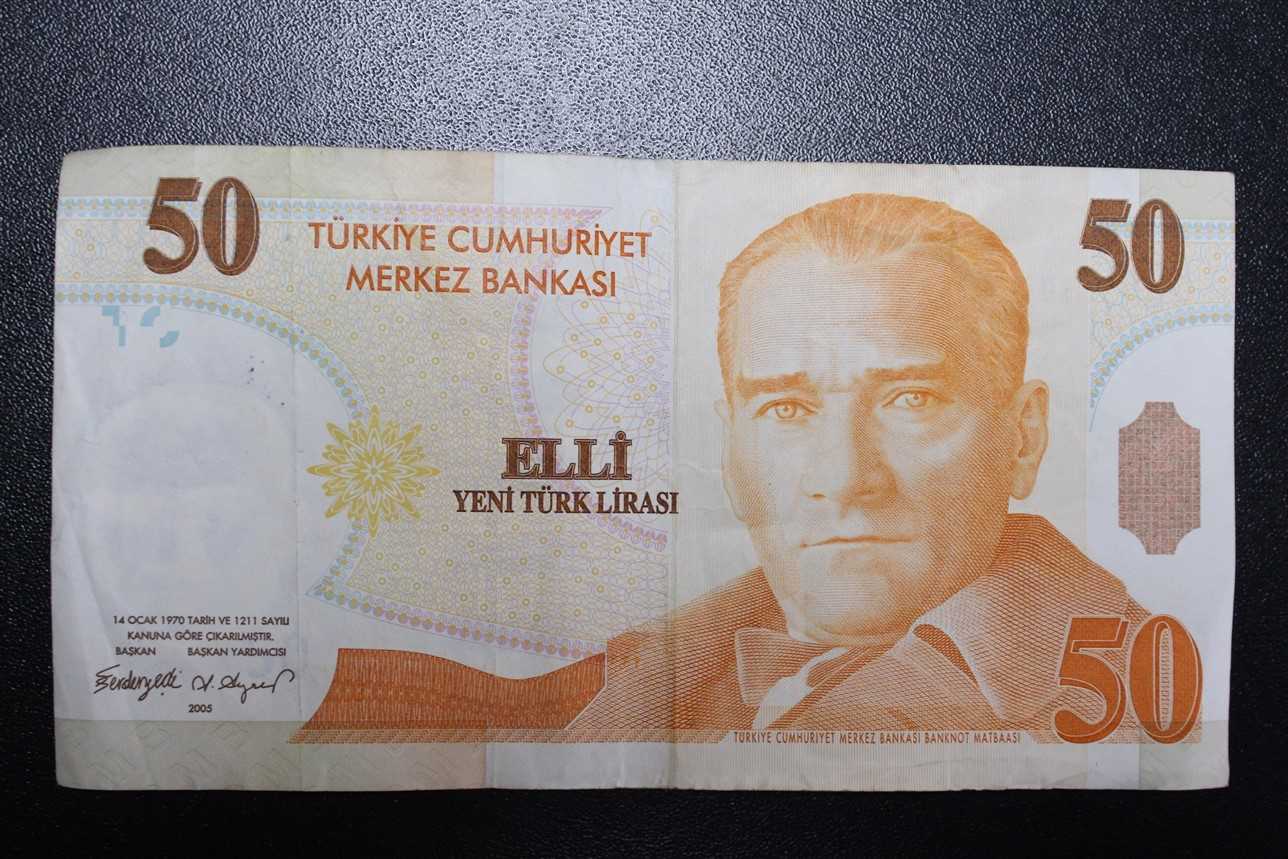 50
TÜRKİYE CUMHURİYET
MERKEZ BANKASI
50
ELLİ
YENİ TÜRK LİRASI
14 OCAK 1970 TARİH VE 1211 SAYILI
KANUNA GÖRE ÇIKARILMIŞTIR.
BAŞKAN BAŞKAN YARDIMCISI
2005
50
TÜRKİYE CUMHURİYET MERKEZ BANKASI BANKNOT MATBAASI